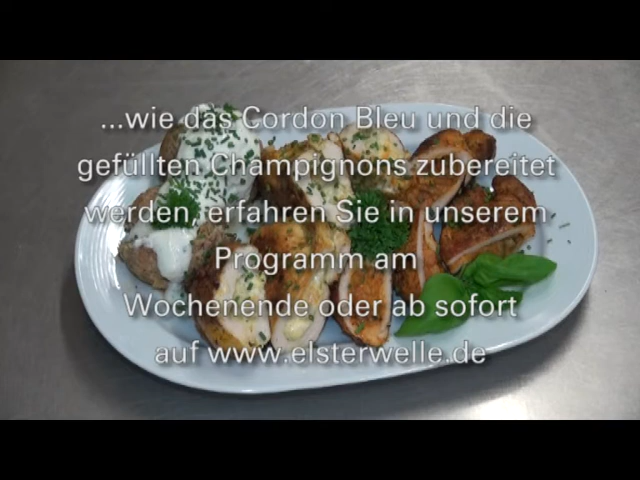 ...wie das Cordon Bleu und die
gefüllten Champignons zubereitet
werden, erfahren Sie in unserem
Programm am
Wochenende oder ab sofort
auf www.elsterwelle.de